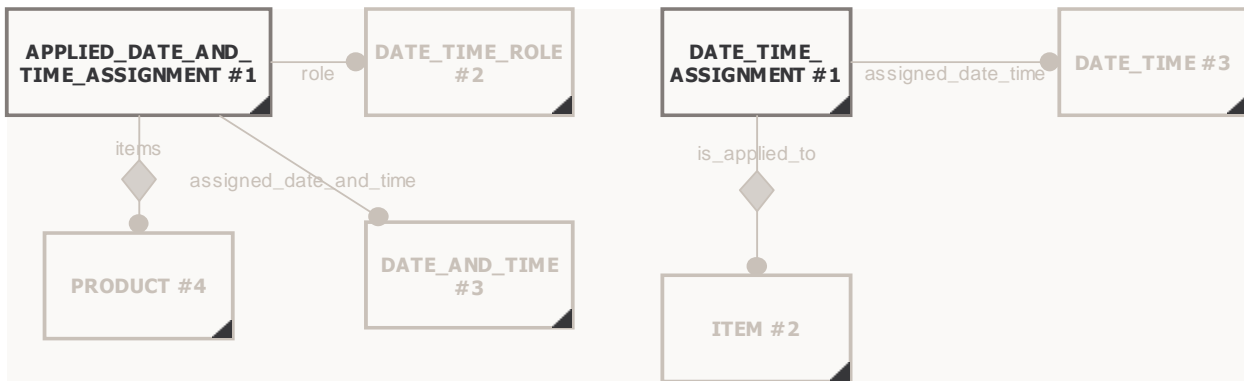 APPLIED_DATE_AND_
TIME_ASSIGNMENT #1
role
DATE_TIME_ROLE
#2
items
assigned_date_and_time
PRODUCT #4
DATE_AND_TIME
#3
DATE_TIME_
ASSIGNMENT #1
assigned_date_time
DATE_TIME #3
is_applied_to
ITEM #2